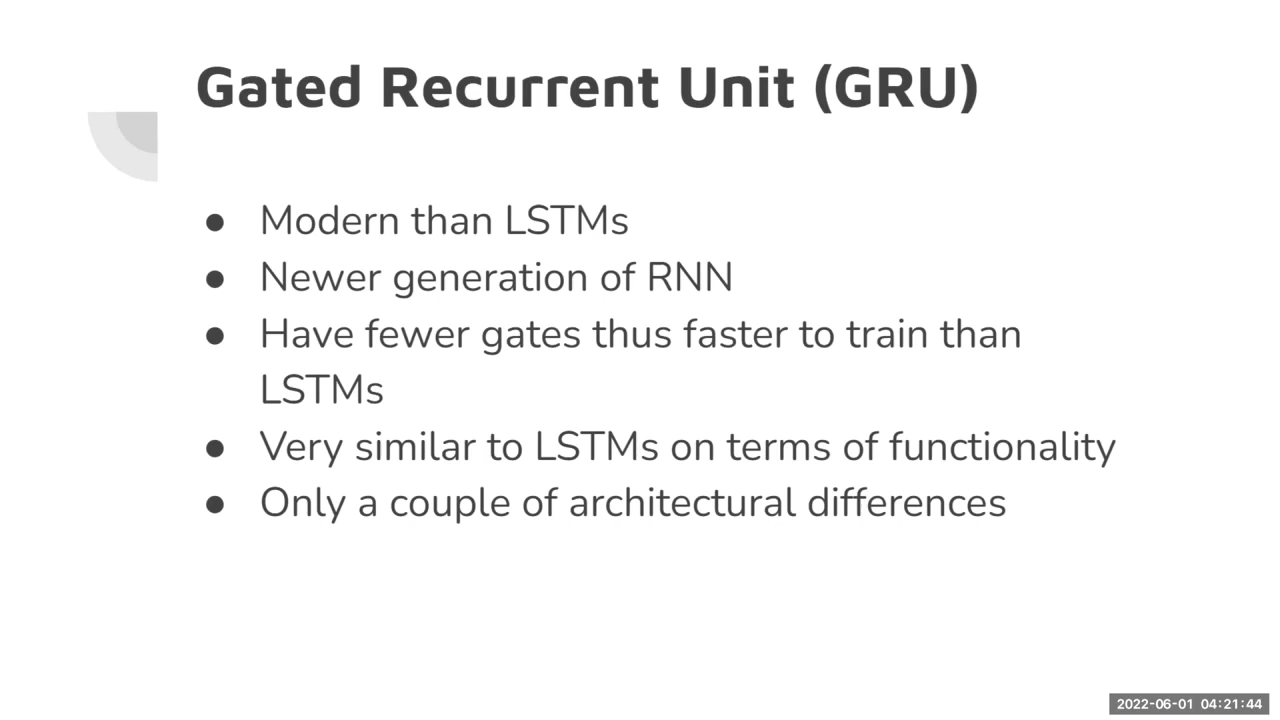 Gated Recurrent Unit (GRU)
● Modern than LSTMs
● Newer generation of RNN
● Have fewer gates thus faster to train than
LSTMs
● Very similar to LSTMs on terms of functionality
● Only a couple of architectural differences
2022-06-01 04:21:44